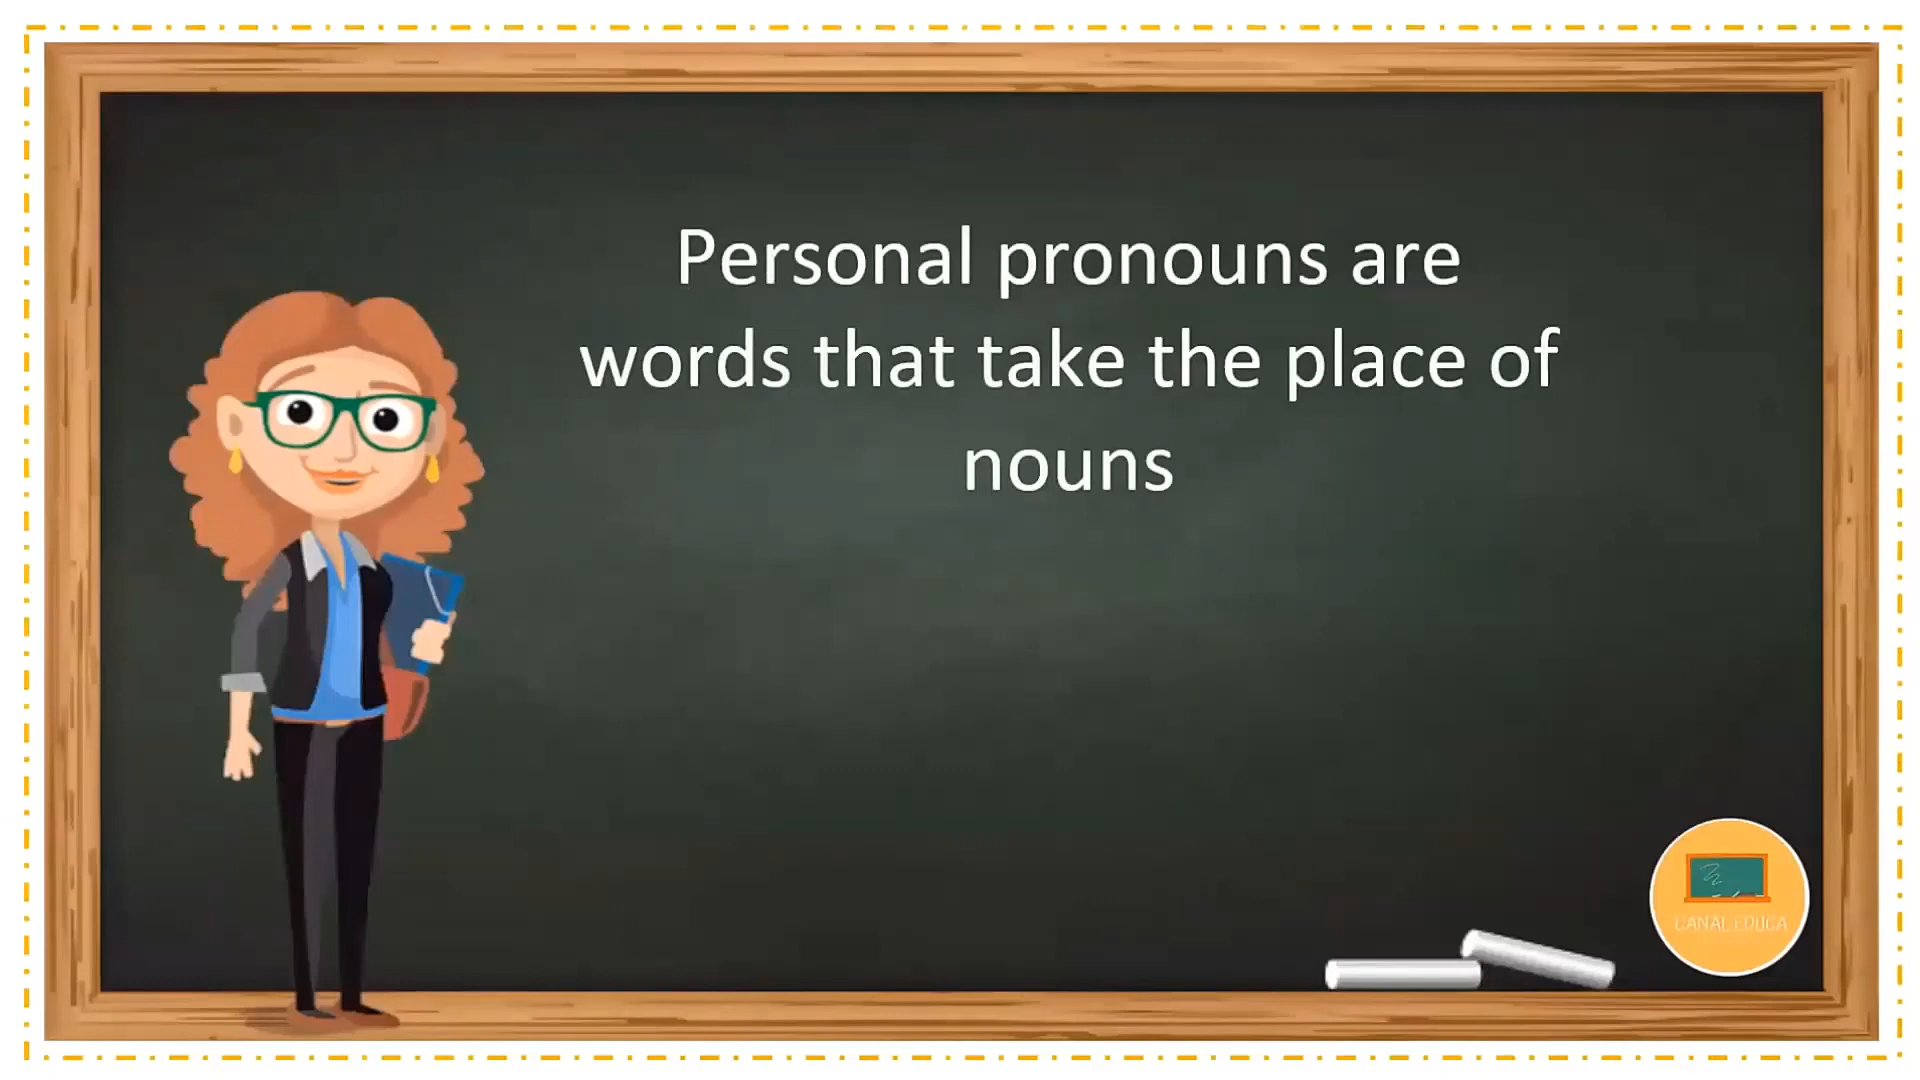 Personal pronouns are
words that take the place of
nouns
CANAL EDUCA